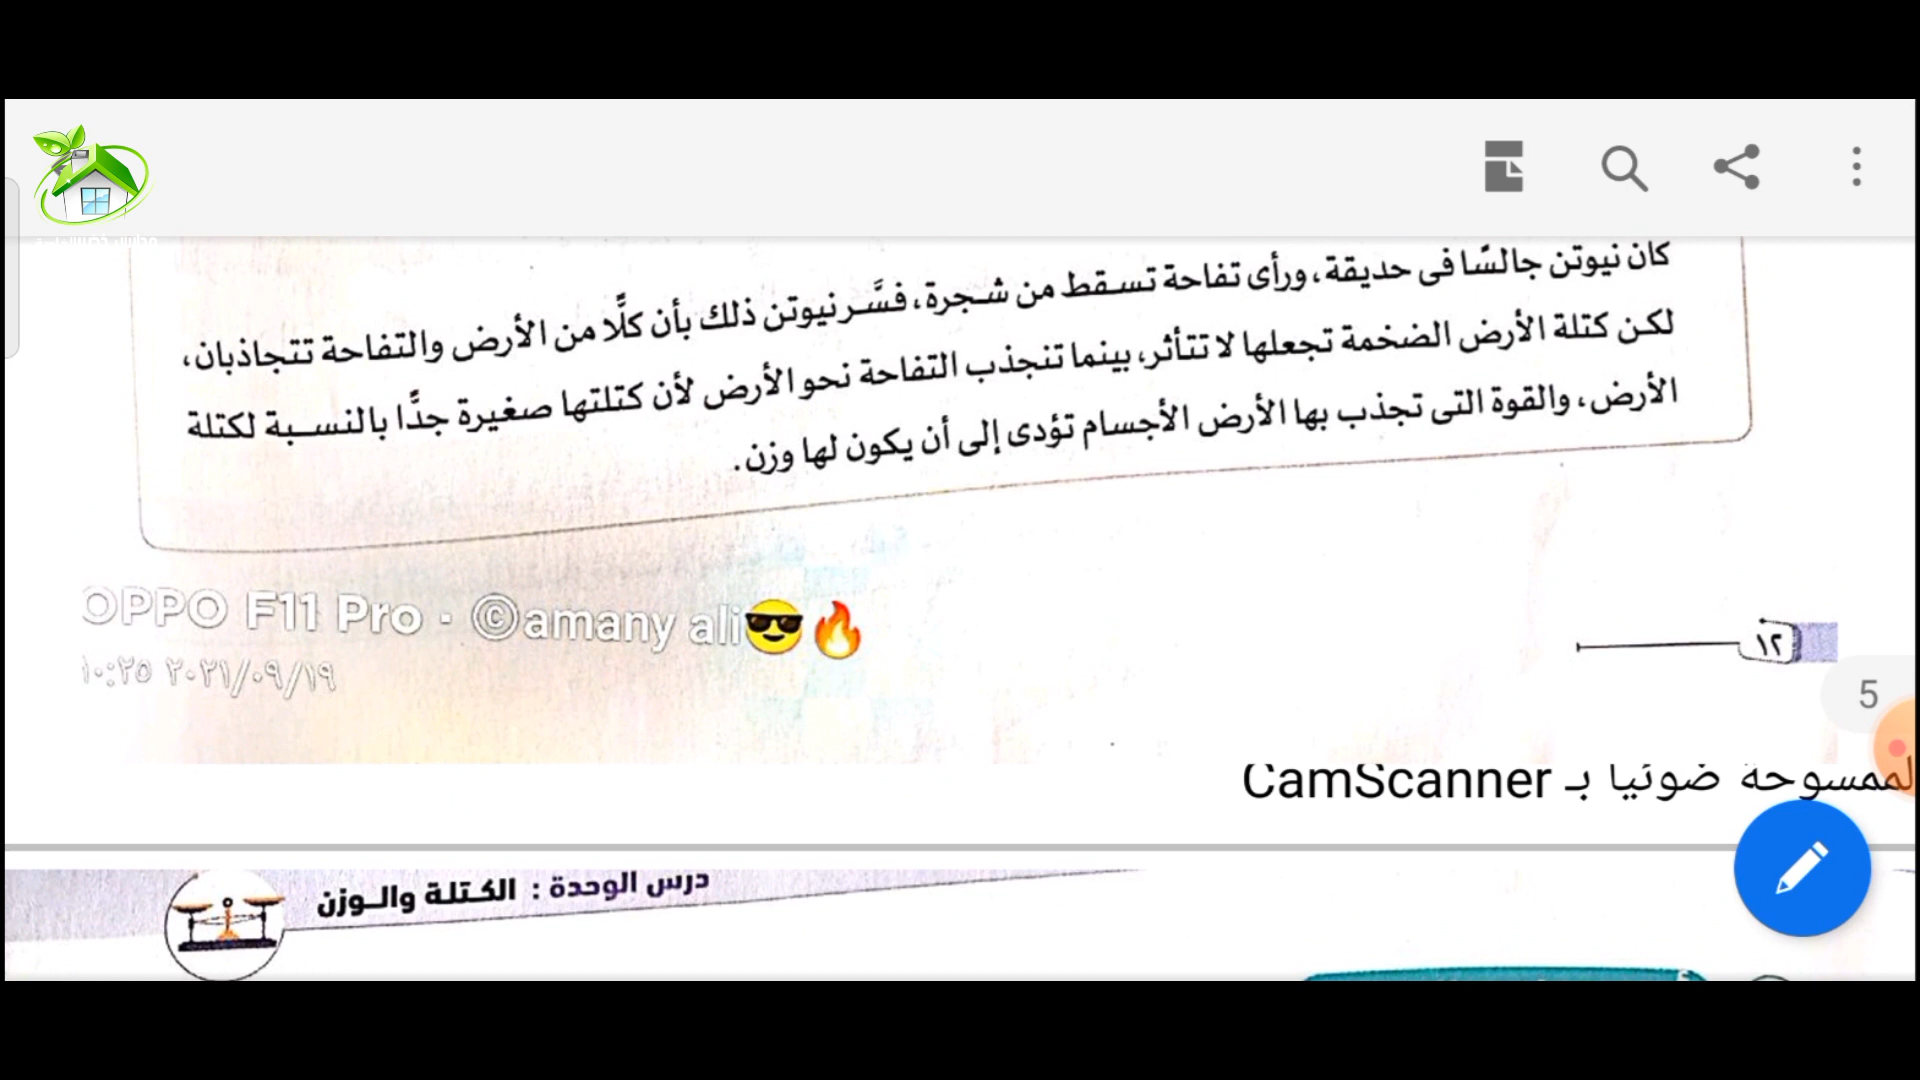 كان نيوتن جالسًا فى حديقة، ورأى تفاحة تسقط من شجرة، فسَّر نيوتن ذلك بأن كلًّا من الأرض والتفاحة تتجاذبان،
لكن كتلة الأرض الضخمة تجعلها لا تتأثر، بينما تنجذب التفاحة نحو الأرض لأن كتلتها صغيرة جدًّا بالنسبة لكتلة
الأرض، والقوة التى تجذب بها الأرض الأجسام تؤدى إلى أن يكون لها وزن.
OPPO F11 Pro · ©amany ali😎🔥
١٠:٢٥ ٢٠٢١/٠٩/١٩
١٢
5
الممسوحة ضوئيا بـ CamScanner
درس الوحدة : الكتلة والوزن